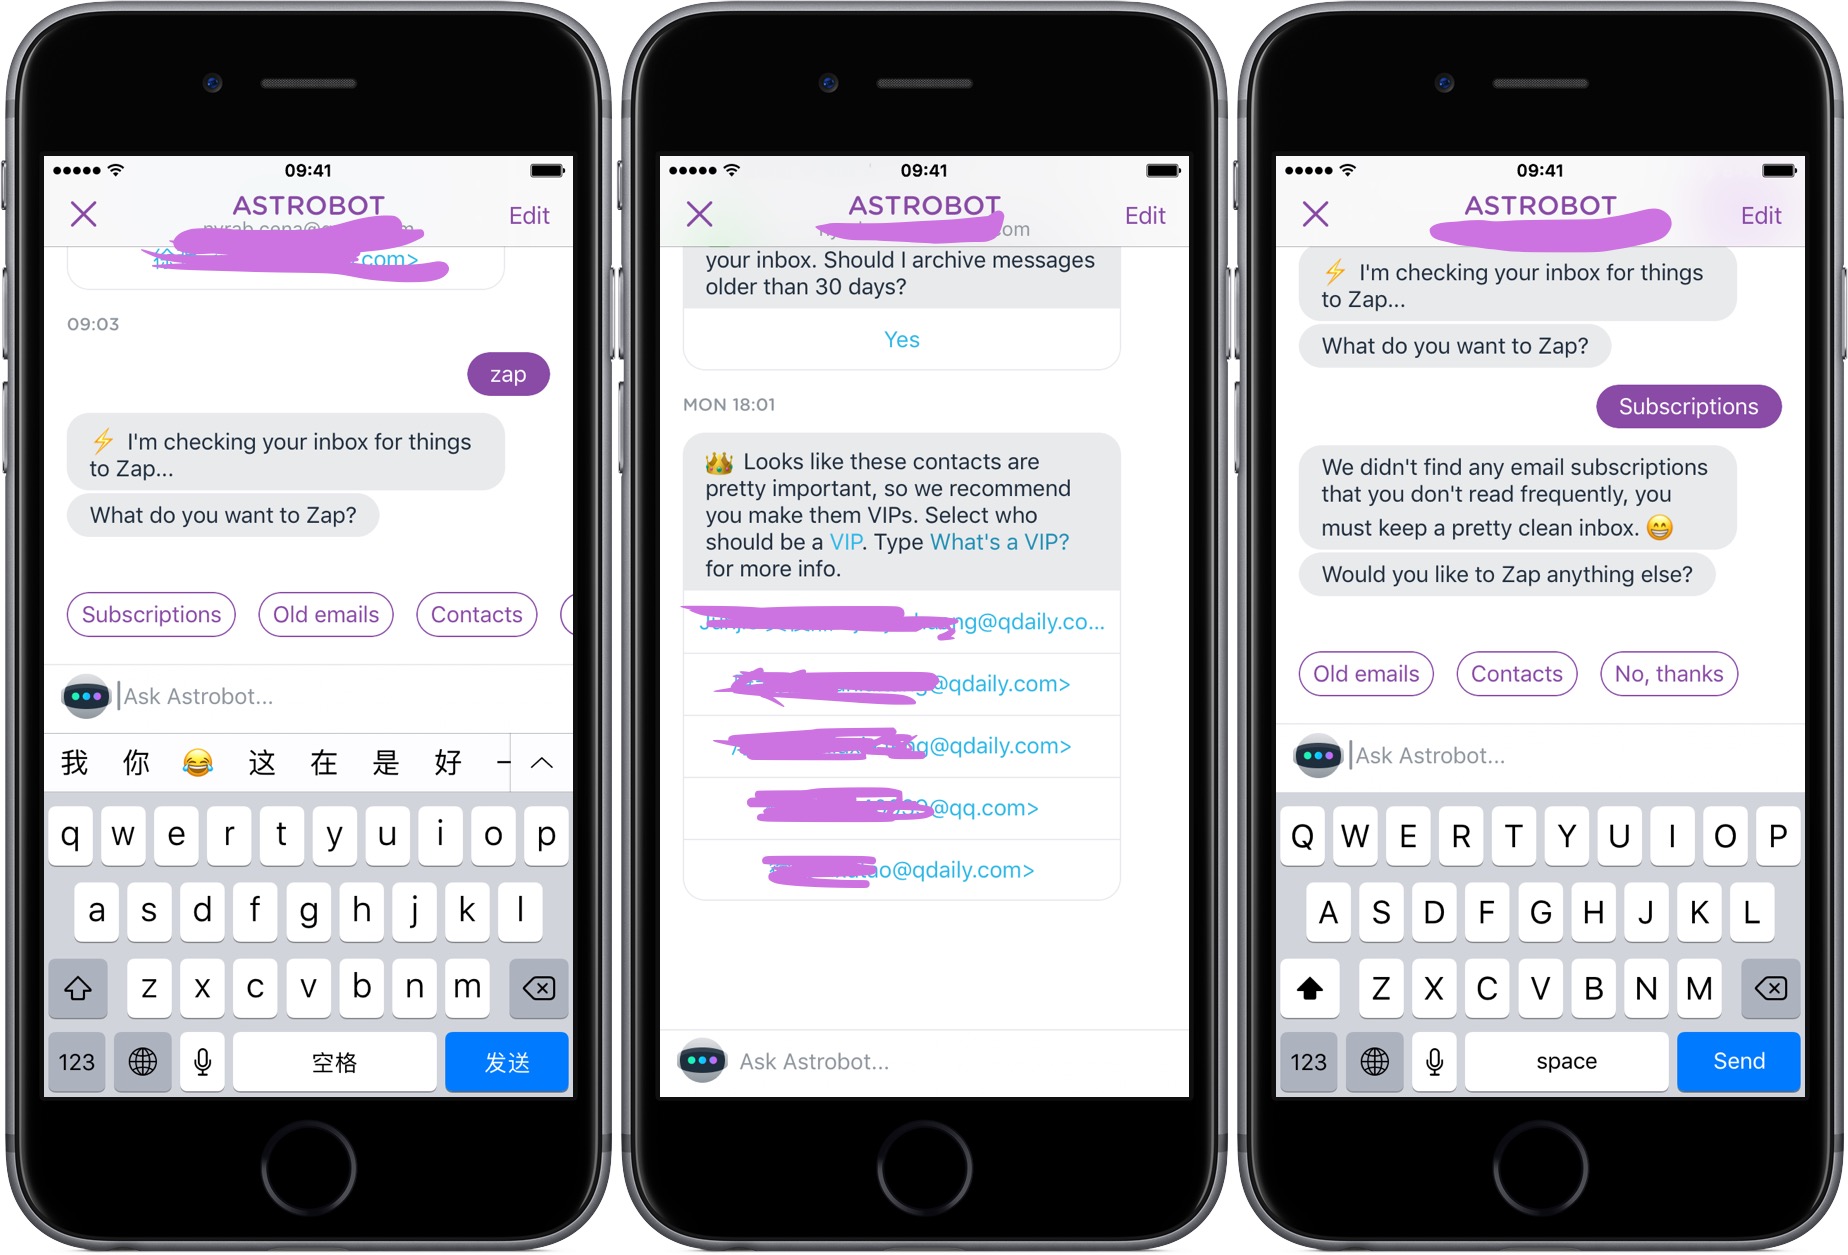 09:41
ASTROBOT
Edit
com>
09:03
zap
⚡ I'm checking your inbox for things
to Zap...
What do you want to Zap?
Subscriptions
Old emails
Contacts
Ask Astrobot...
我 你 😂 这 在 是 好 一
q w e r t y u i o p
a s d f g h j k l
z x c v b n m
123
空格
发送
09:41
ASTROBOT
Edit
com
your inbox. Should I archive messages
older than 30 days?
Yes
MON 18:01
👑 Looks like these contacts are
pretty important, so we recommend
you make them VIPs. Select who
should be a VIP. Type What's a VIP?
for more info.
ng@qdaily.co...
@qdaily.com>
g@qdaily.com>
@qq.com>
ao@qdaily.com>
Ask Astrobot...
09:41
ASTROBOT
Edit
⚡ I'm checking your inbox for things
to Zap...
What do you want to Zap?
Subscriptions
We didn't find any email subscriptions
that you don't read frequently, you
must keep a pretty clean inbox. 😁
Would you like to Zap anything else?
Old emails
Contacts
No, thanks
Ask Astrobot...
Q W E R T Y U I O P
A S D F G H J K L
Z X C V B N M
123
space
Send